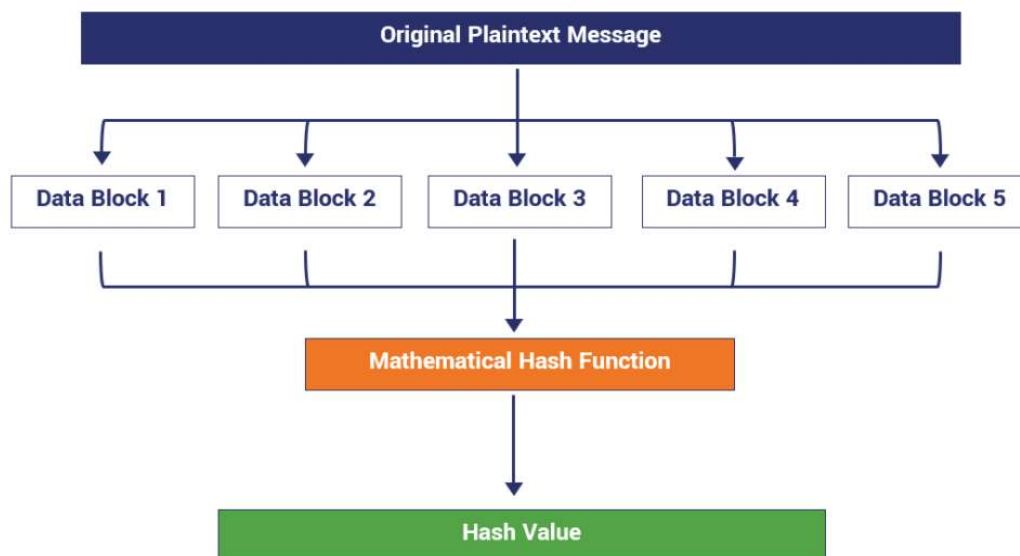 Original Plaintext Message
Data Block 1
Data Block 2
Data Block 3
Data Block 4
Data Block 5
Mathematical Hash Function
Hash Value